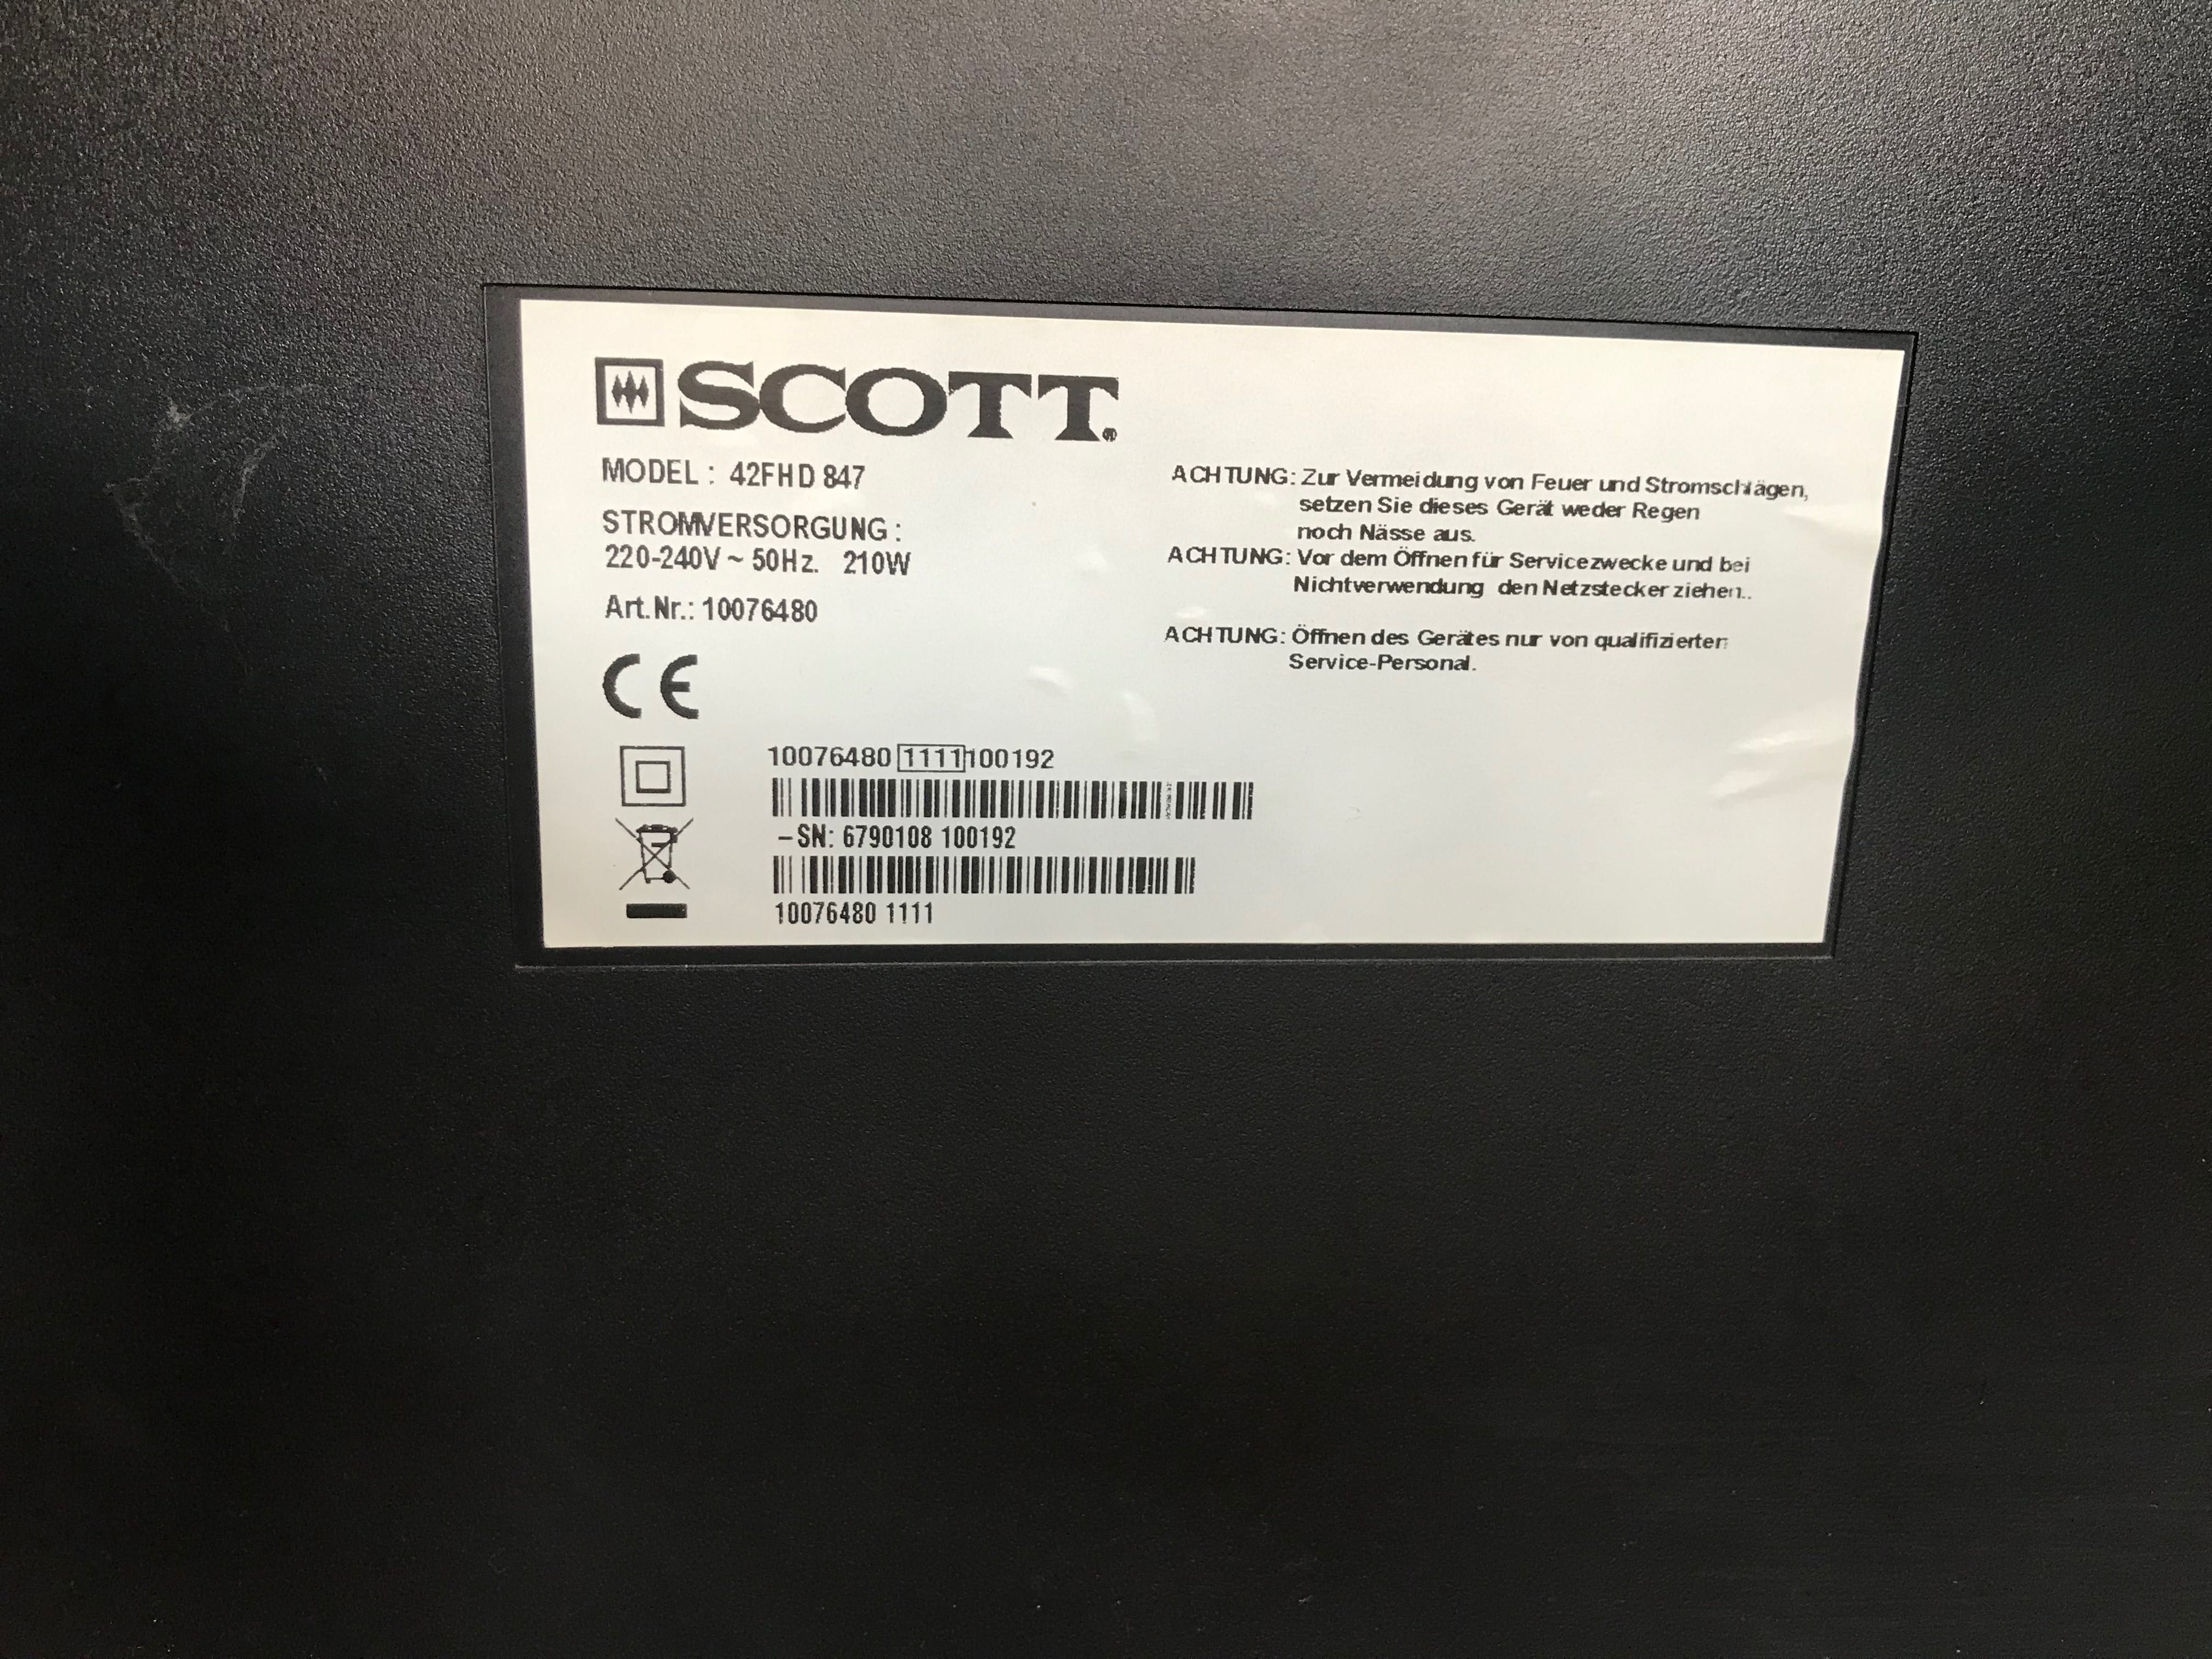 SCOTT®
MODEL : 42FHD 847
STROMVERSORGUNG :
220-240V ~ 50Hz. 210W
Art.Nr.: 10076480
CE
ACHTUNG: Zur Vermeidung von Feuer und Stromschlägen,
setzen Sie dieses Gerät weder Regen
noch Nässe aus.
ACHTUNG: Vor dem Öffnen für Servicezwecke und bei
Nichtverwendung den Netzstecker ziehen..
ACHTUNG: Öffnen des Gerätes nur von qualifizierten
Service-Personal.
10076480 1111 100192
–SN: 6790108 100192
10076480 1111